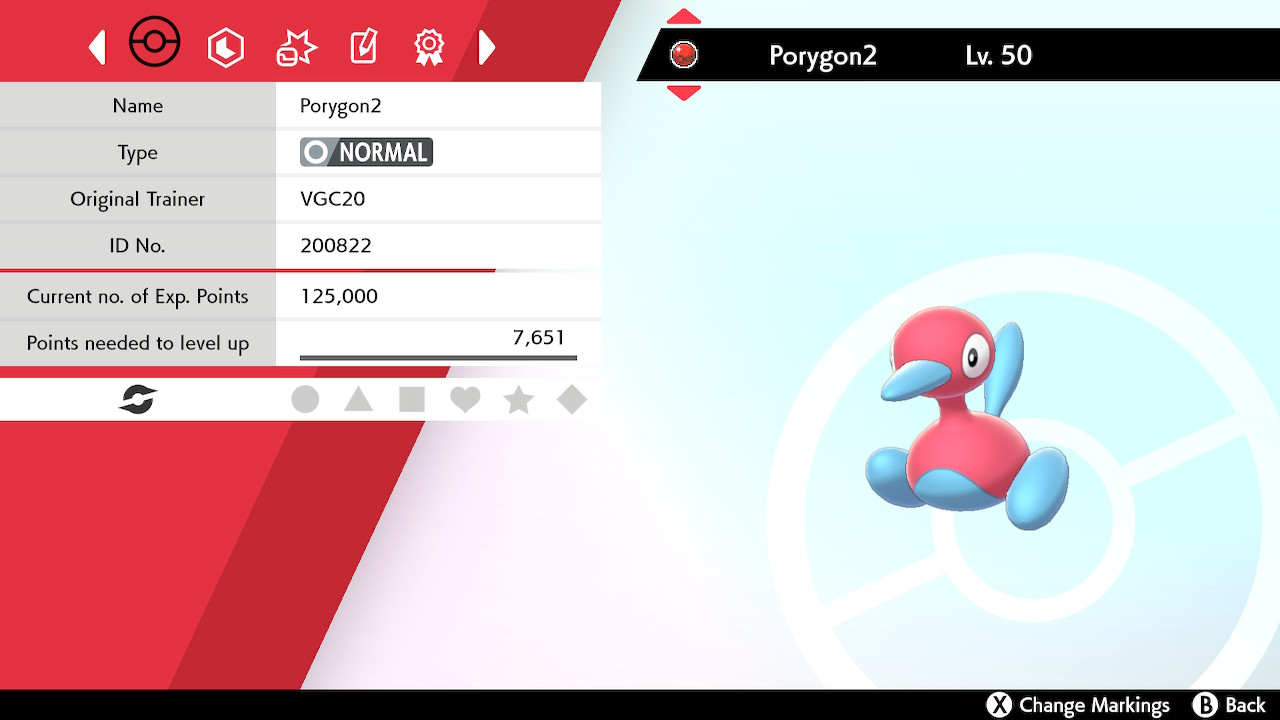 Porygon2 Lv. 50
Name Porygon2
Type NORMAL
Original Trainer VGC20
ID No. 200822
Current no. of Exp. Points 125,000
Points needed to level up 7,651
X Change Markings B Back